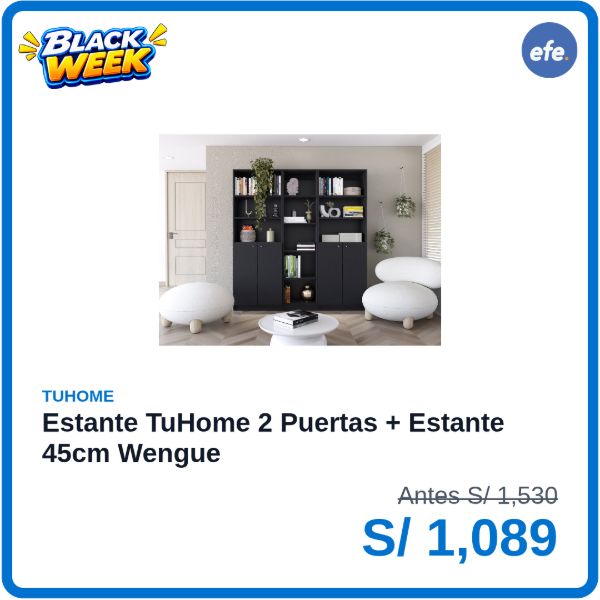 BLACK
WEEK
efe.
TUHOME
Estante TuHome 2 Puertas + Estante
45cm Wengue
Antes S/ 1,530
S/ 1,089